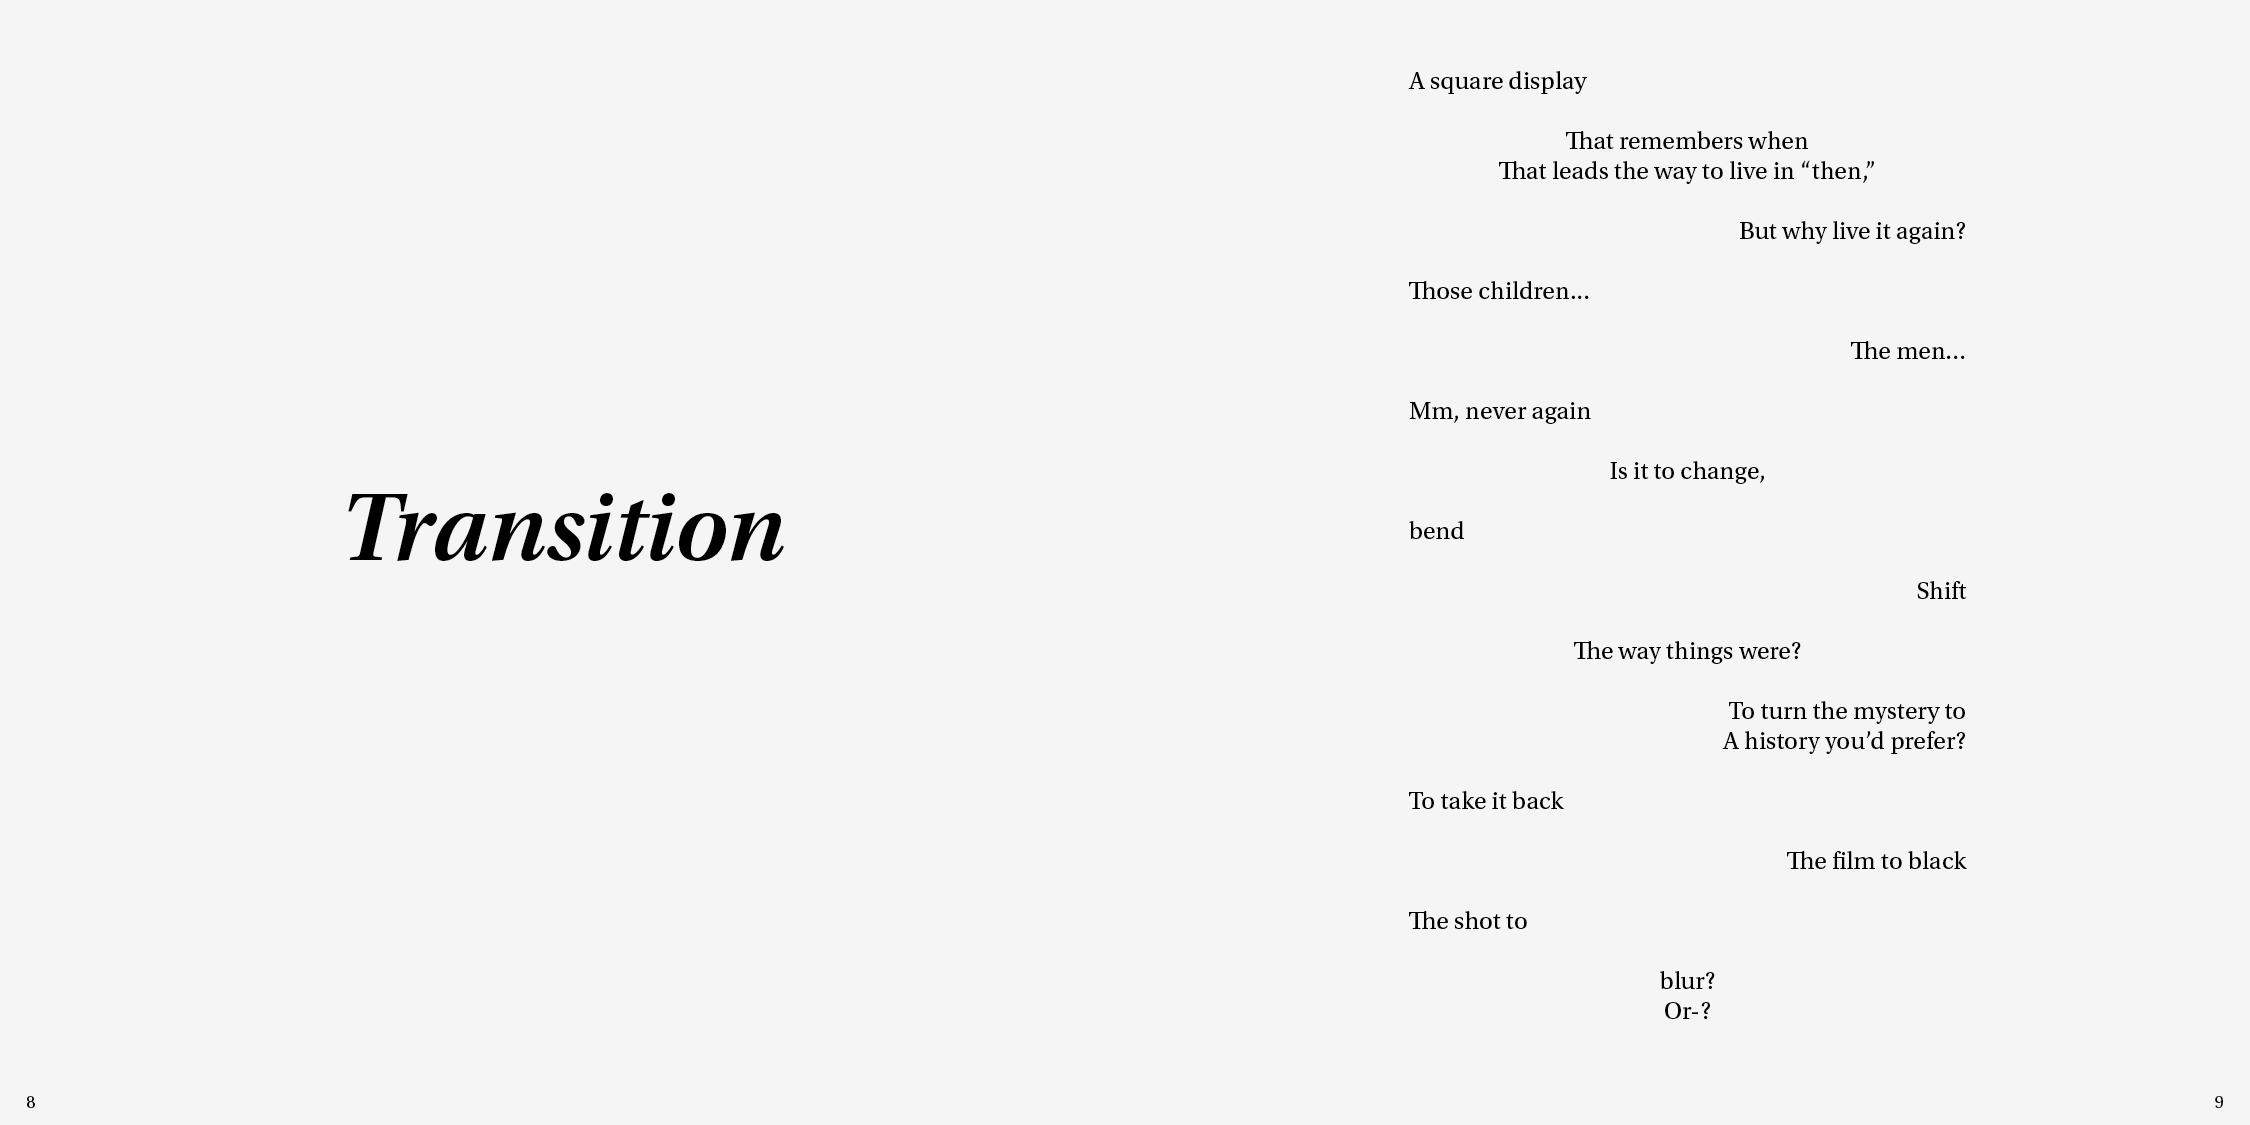 Transition
A square display
That remembers when
That leads the way to live in “then,”
But why live it again?
Those children...
The men...
Mm, never again
Is it to change,
bend
Shift
The way things were?
To turn the mystery to
A history you’d prefer?
To take it back
The film to black
The shot to
blur?
Or-?
8
9